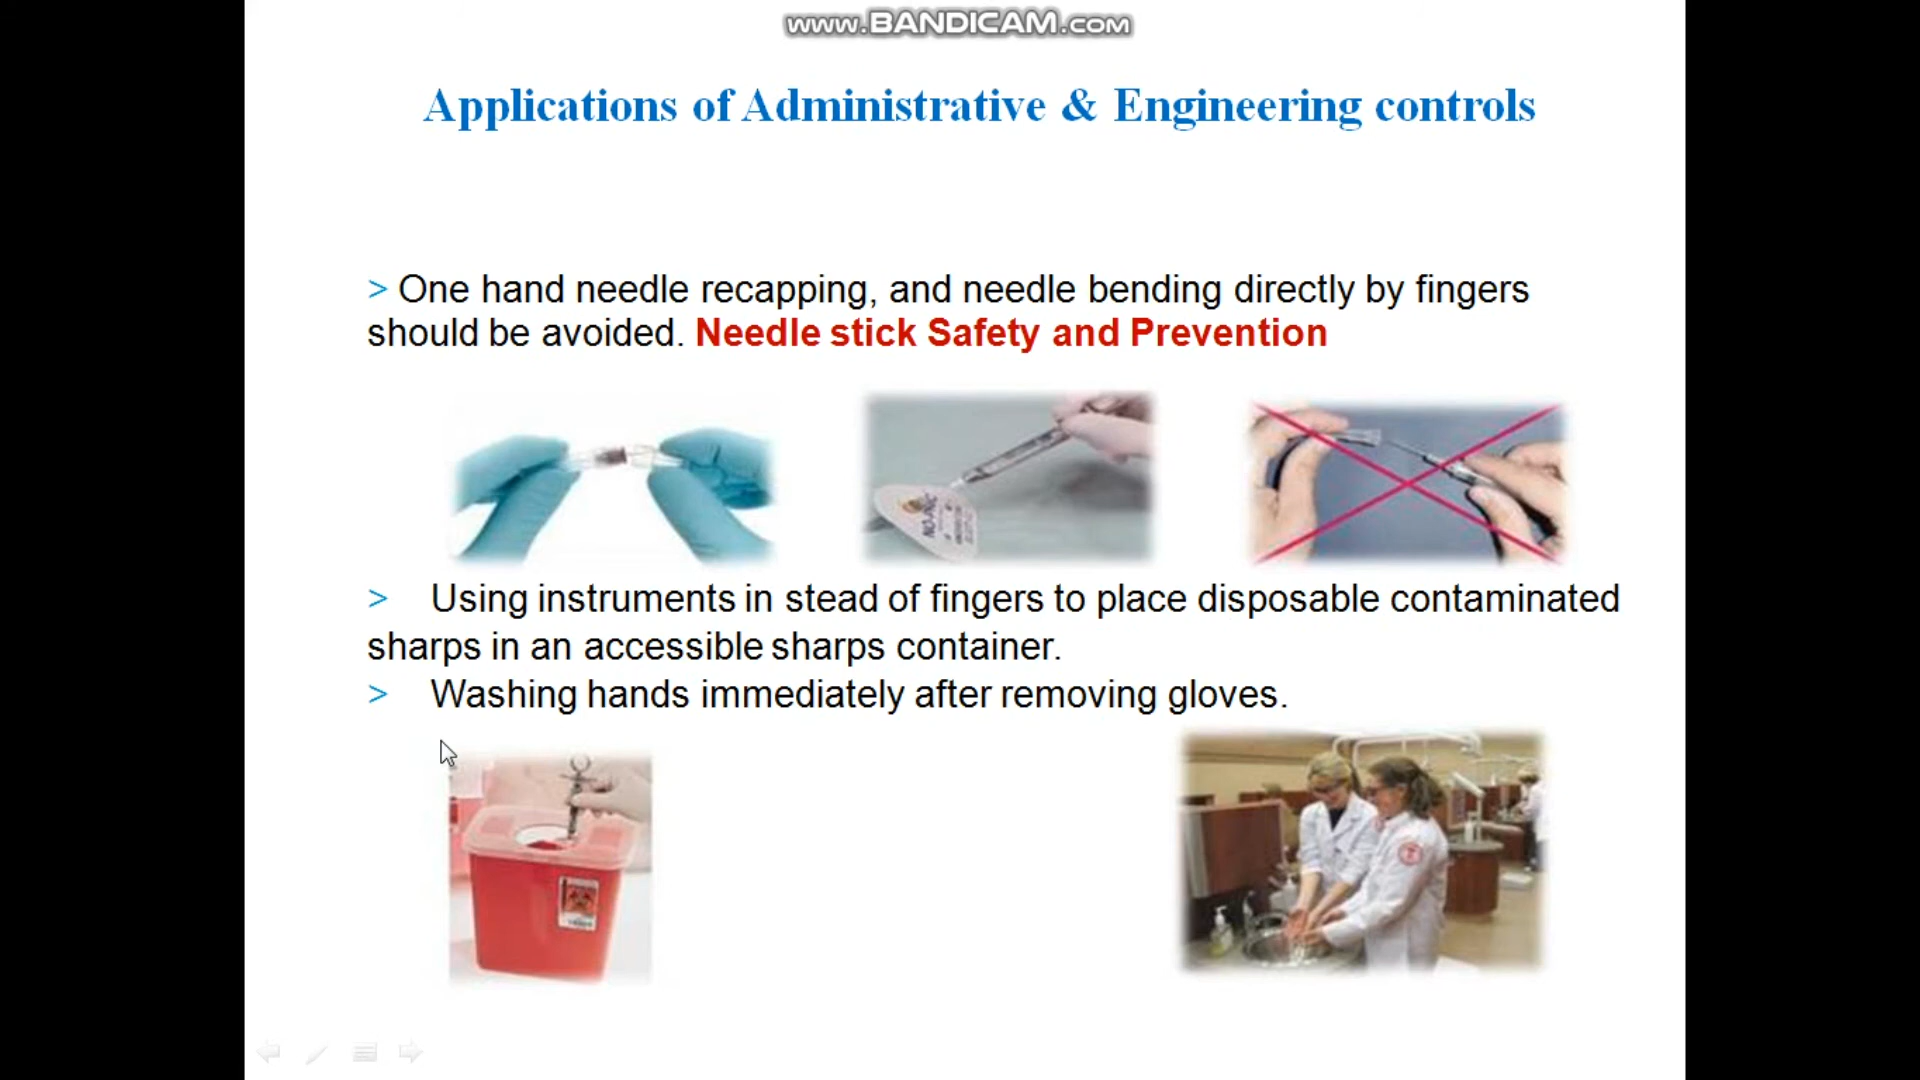 www.BANDICAM.com
Applications of Administrative & Engineering controls
> One hand needle recapping, and needle bending directly by fingers
should be avoided. Needle stick Safety and Prevention
> Using instruments in stead of fingers to place disposable contaminated
sharps in an accessible sharps container.
> Washing hands immediately after removing gloves.